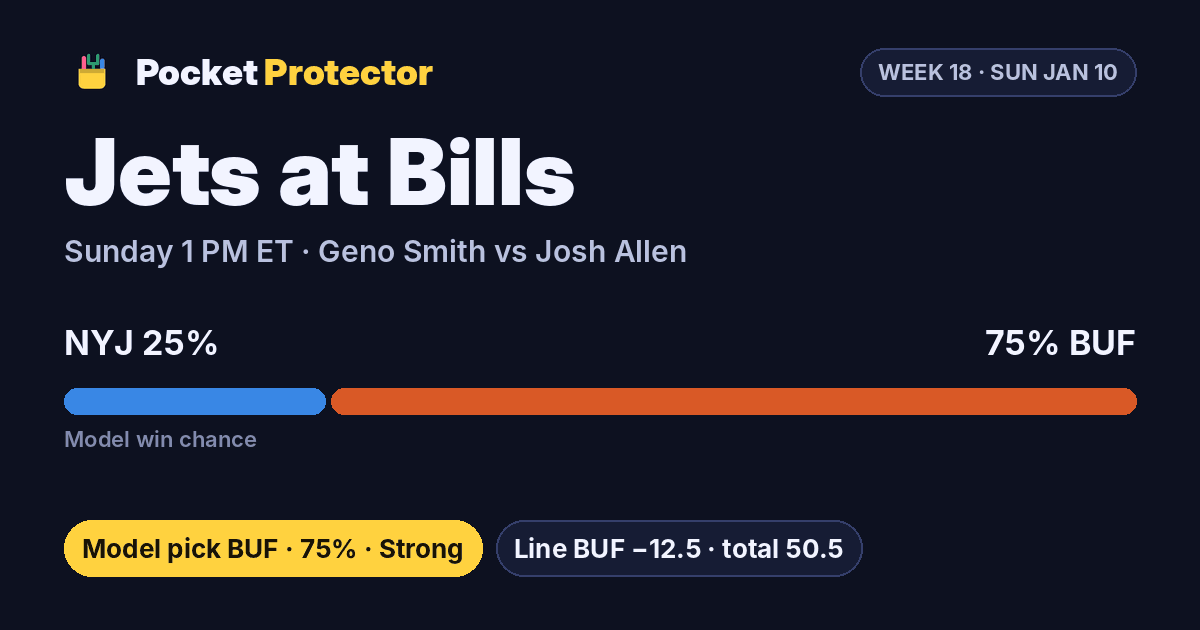 Pocket Protector
WEEK 18 · SUN JAN 10
Jets at Bills
Sunday 1 PM ET · Geno Smith vs Josh Allen
NYJ 25%
75% BUF
Model win chance
Model pick BUF · 75% · Strong
Line BUF −12.5 · total 50.5